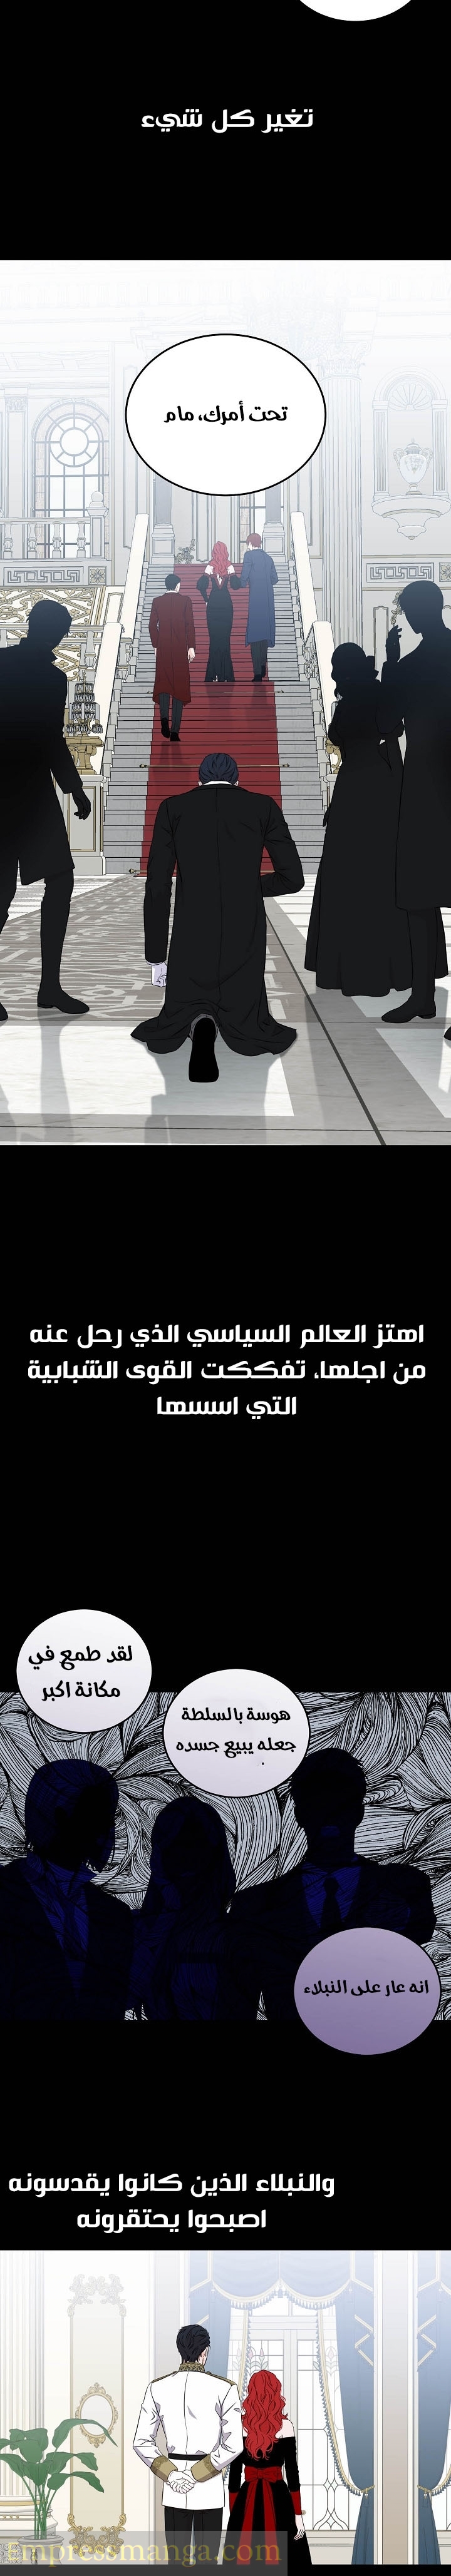 تغير كل شيء
تحت أمرك، مام
اهتز العالم السياسي الذي رحل عنه
من اجلها، تفككت القوى الشبابية
التي اسسها
لقد طمع في
مكانة اكبر
هوسة بالسلطة
جعله يبيع جسده
انه عار على النبلاء
والنبلاء الذين كانوا يقدسونه
اصبحوا يحتقرونه
Empressmanga.com